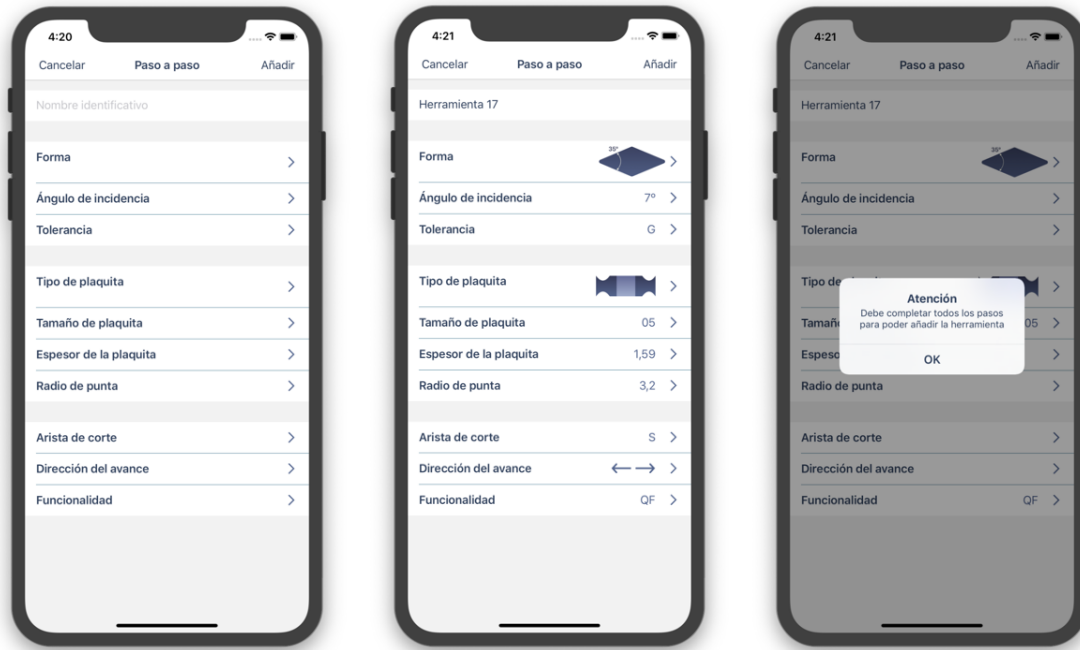 4:20
Cancelar Paso a paso Añadir
Nombre identificativo
Forma
Ángulo de incidencia
Tolerancia
Tipo de plaquita
Tamaño de plaquita
Espesor de la plaquita
Radio de punta
Arista de corte
Dirección del avance
Funcionalidad
4:21
Cancelar Paso a paso Añadir
Herramienta 17
Forma 35°
Ángulo de incidencia 7º
Tolerancia G
Tipo de plaquita
Tamaño de plaquita 05
Espesor de la plaquita 1,59
Radio de punta 3,2
Arista de corte S
Dirección del avance
Funcionalidad QF
4:21
Cancelar Paso a paso Añadir
Herramienta 17
Forma 35°
Ángulo de incidencia
Tolerancia
Tipo de
Atención
Debe completar todos los pasos
para poder añadir la herramienta
OK
Tamañ 05
Espeso
Radio de punta
Arista de corte
Dirección del avance
Funcionalidad QF